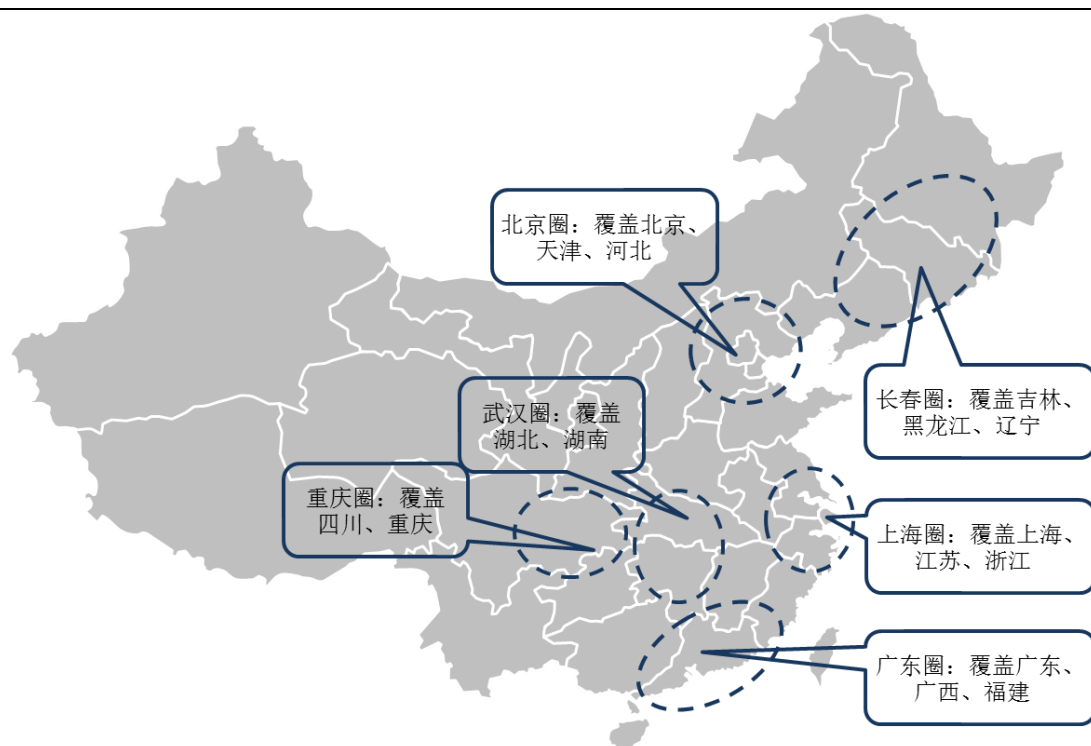 北京圈：覆盖北京、
天津、河北
武汉圈：覆盖
湖北、湖南
长春圈：覆盖吉林、
黑龙江、辽宁
重庆圈：覆盖
四川、重庆
上海圈：覆盖上海、
江苏、浙江
广东圈：覆盖广东、
广西、福建